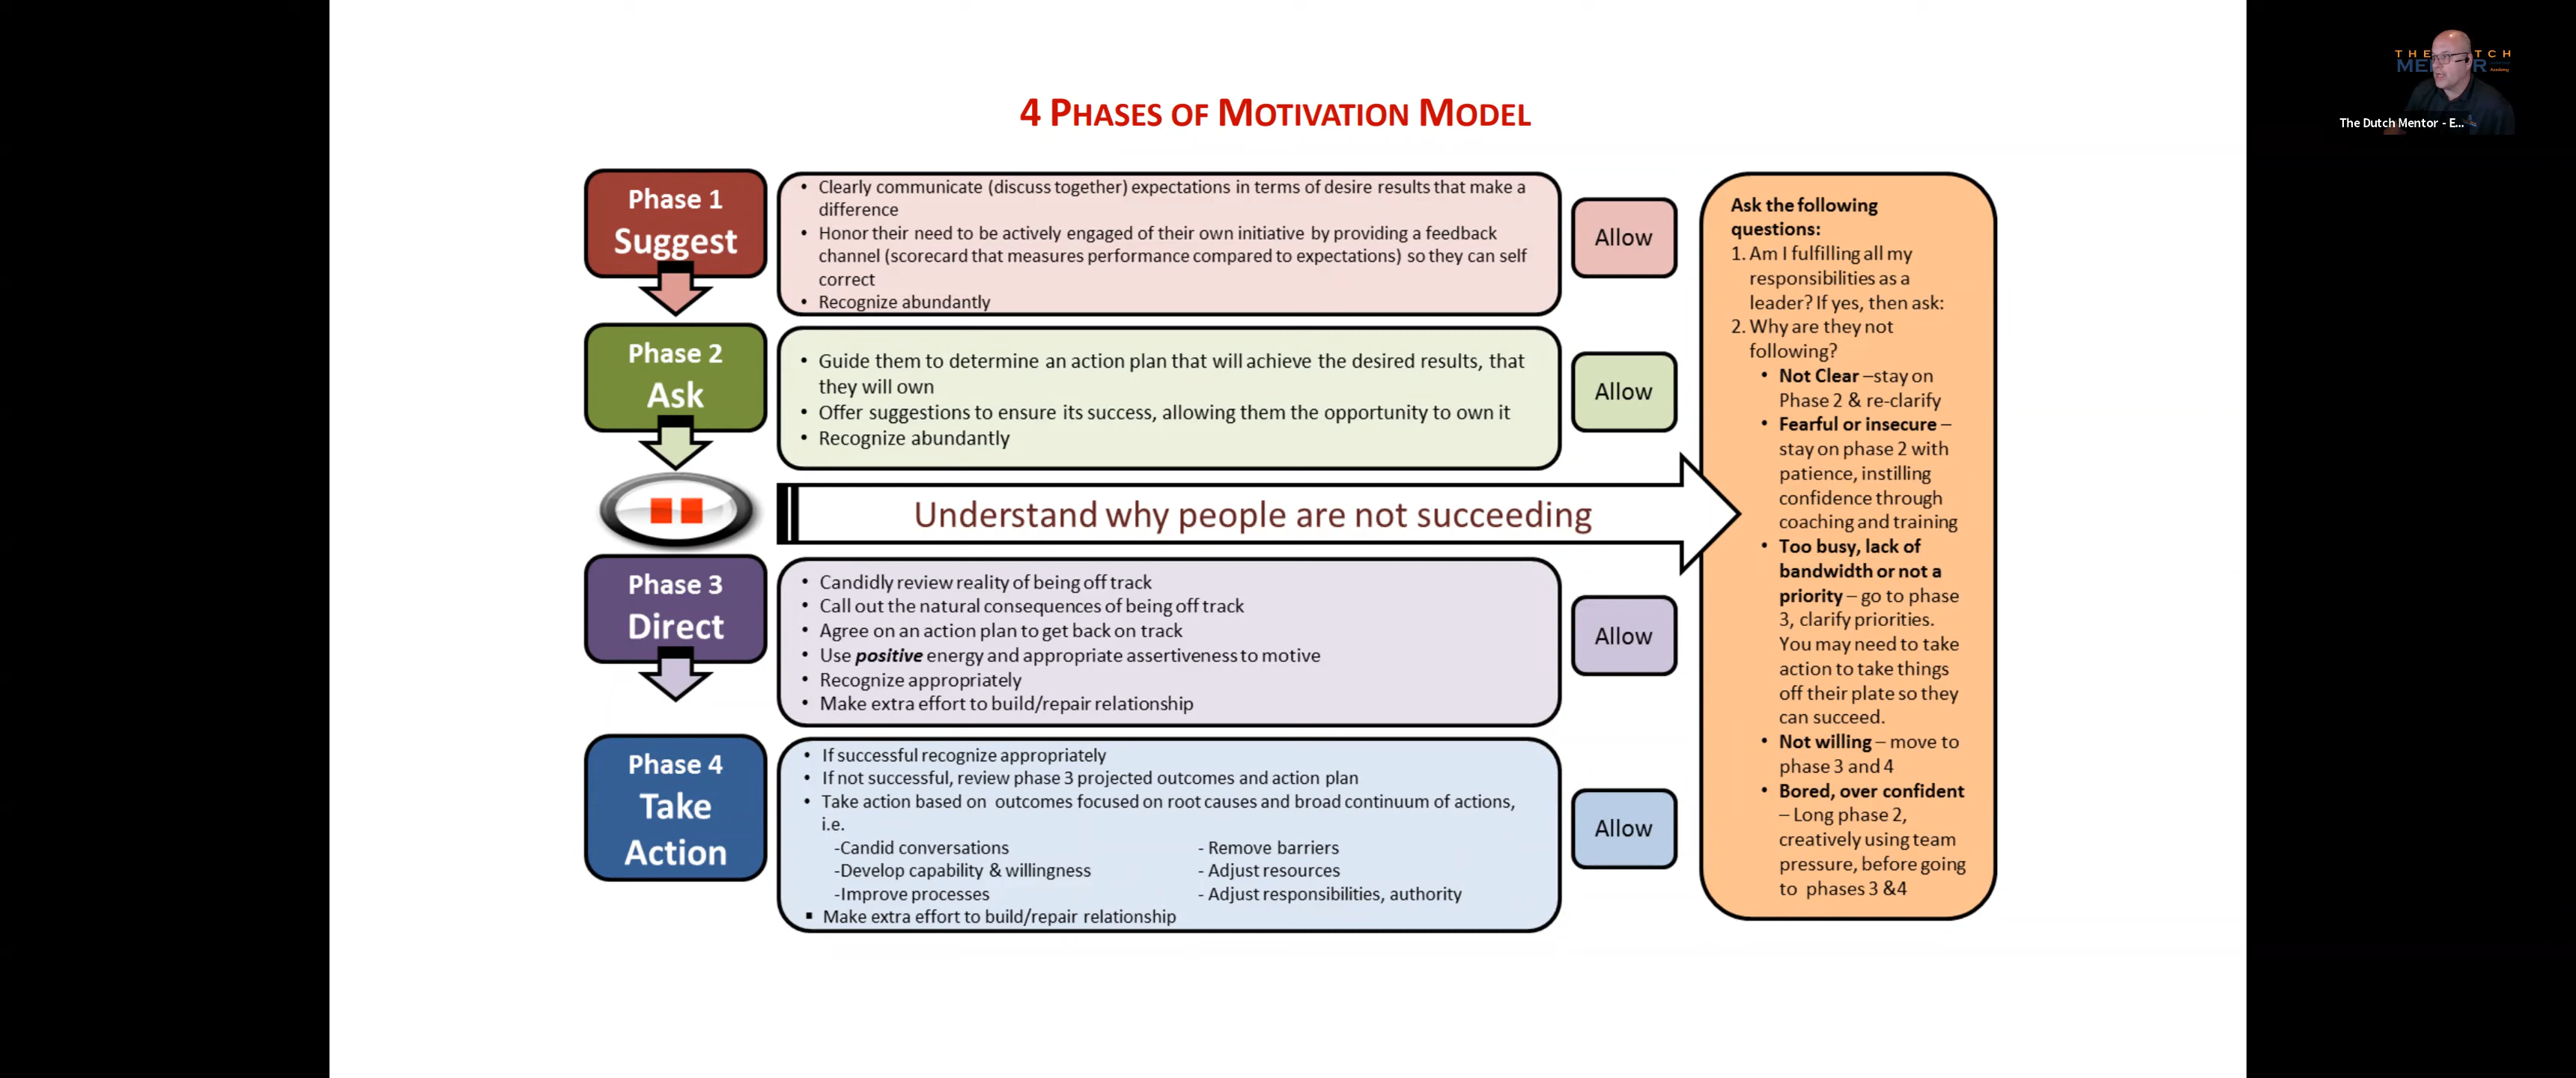 4 PHASES OF MOTIVATION MODEL
Phase 1
Suggest
• Clearly communicate (discuss together) expectations in terms of desire results that make a
difference
• Honor their need to be actively engaged of their own initiative by providing a feedback
channel (scorecard that measures performance compared to expectations) so they can self
correct
• Recognize abundantly
Allow
Phase 2
Ask
• Guide them to determine an action plan that will achieve the desired results, that
they will own
• Offer suggestions to ensure its success, allowing them the opportunity to own it
• Recognize abundantly
Allow
Understand why people are not succeeding
Phase 3
Direct
• Candidly review reality of being off track
• Call out the natural consequences of being off track
• Agree on an action plan to get back on track
• Use positive energy and appropriate assertiveness to motive
• Recognize appropriately
• Make extra effort to build/repair relationship
Allow
Phase 4
Take
Action
• If successful recognize appropriately
• If not successful, review phase 3 projected outcomes and action plan
• Take action based on outcomes focused on root causes and broad continuum of actions,
i.e.
-Candid conversations
-Develop capability & willingness
-Improve processes
- Remove barriers
- Adjust resources
- Adjust responsibilities, authority
▪ Make extra effort to build/repair relationship
Allow
Ask the following
questions:
1. Am I fulfilling all my
responsibilities as a
leader? If yes, then ask:
2. Why are they not
following?
• Not Clear –stay on
Phase 2 & re-clarify
• Fearful or insecure –
stay on phase 2 with
patience, instilling
confidence through
coaching and training
• Too busy, lack of
bandwidth or not a
priority – go to phase
3, clarify priorities.
You may need to take
action to take things
off their plate so they
can succeed.
• Not willing – move to
phase 3 and 4
• Bored, over confident
– Long phase 2,
creatively using team
pressure, before going
to phases 3 &4
The Dutch Mentor - E...